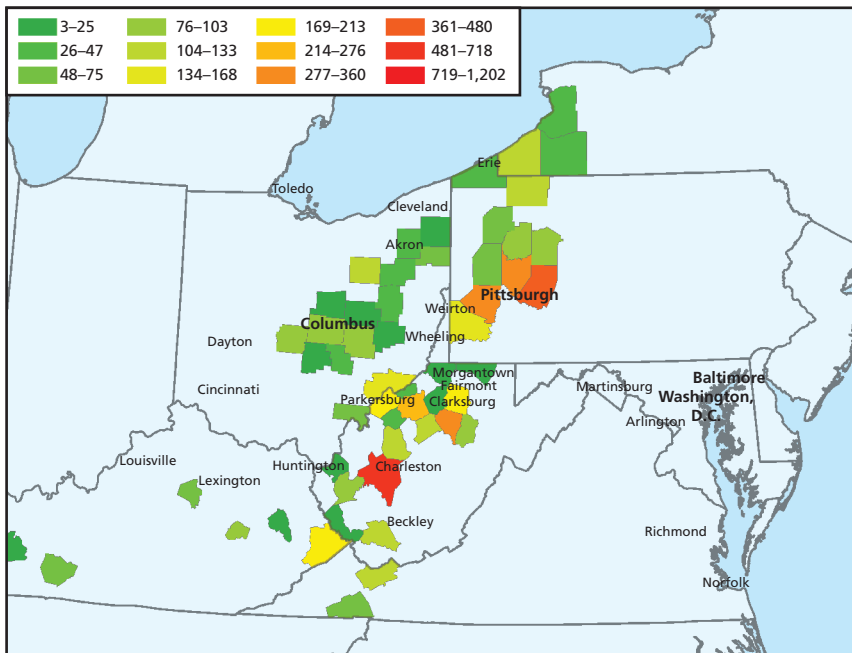 3–25 76–103 169–213 361–480
26–47 104–133 214–276 481–718
48–75 134–168 277–360 719–1,202
Erie
Toledo
Cleveland
Akron
Pittsburgh
Weirton
Columbus
Wheeling
Dayton
Morgantown
Baltimore
Fairmont
Martinsburg
Cincinnati
Washington,
Parkersburg
Clarksburg
D.C.
Arlington
Louisville
Huntington
Charleston
Lexington
Beckley
Richmond
Norfolk